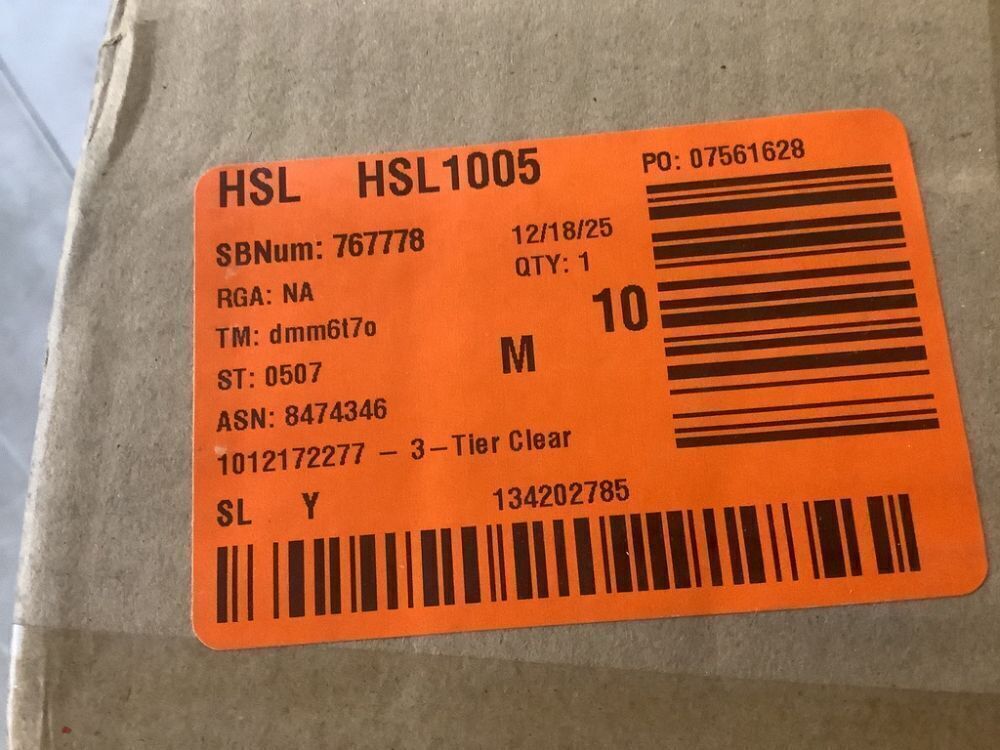 HSL HSL1005
PO: 07561628
SBNum: 767778
12/18/25
QTY: 1
RGA: NA
10
TM: dmm6t7o
M
ST: 0507
ASN: 8474346
1012172277 – 3–Tier Clear
SL Y
134202785